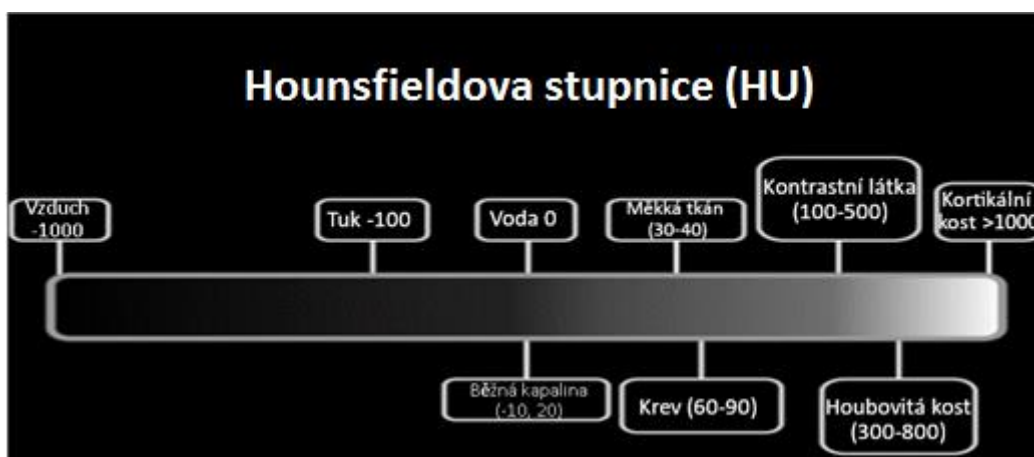 Hounsfieldova stupnice (HU)
Vzduch
-1000
Tuk -100
Voda 0
Měkká tkán
(30-40)
Kontrastní látka
(100-500)
Kortikální
kost >1000
Běžná kapalina
(-10, 20)
Krev (60-90)
Houbovitá kost
(300-800)